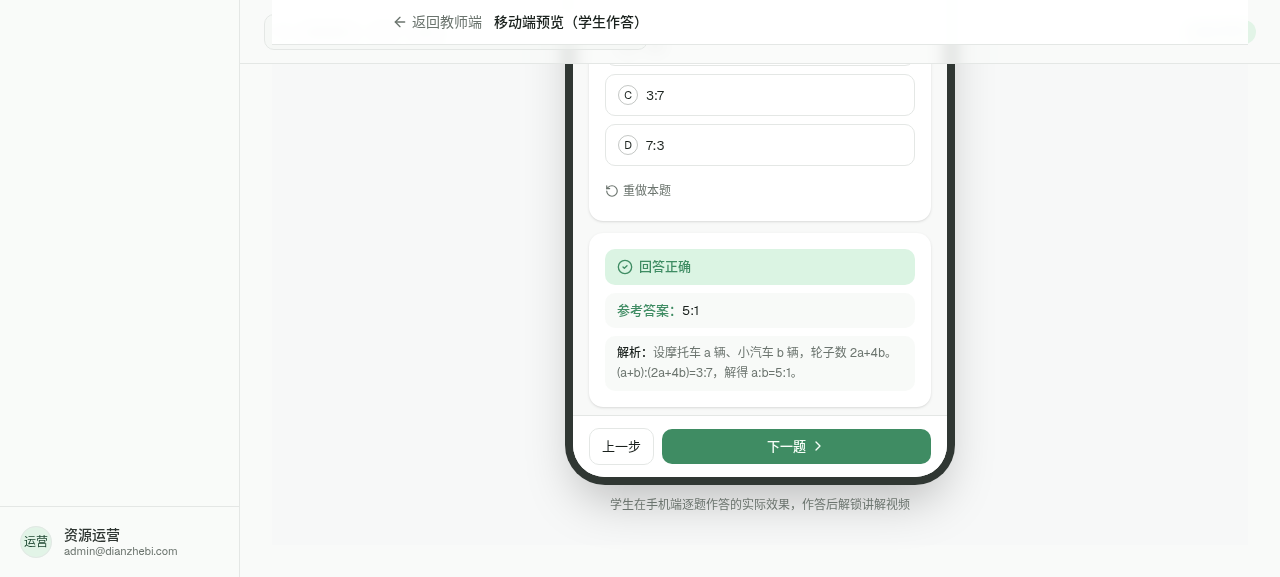 返回教师端 移动端预览（学生作答）
C 3:7
D 7:3
重做本题
回答正确
参考答案：5:1
解析：设摩托车 a 辆、小汽车 b 辆，轮子数 2a+4b。
(a+b):(2a+4b)=3:7，解得 a:b=5:1。
上一步 下一题
学生在手机端逐题作答的实际效果，作答后解锁讲解视频
运营 资源运营
admin@dianzhebi.com